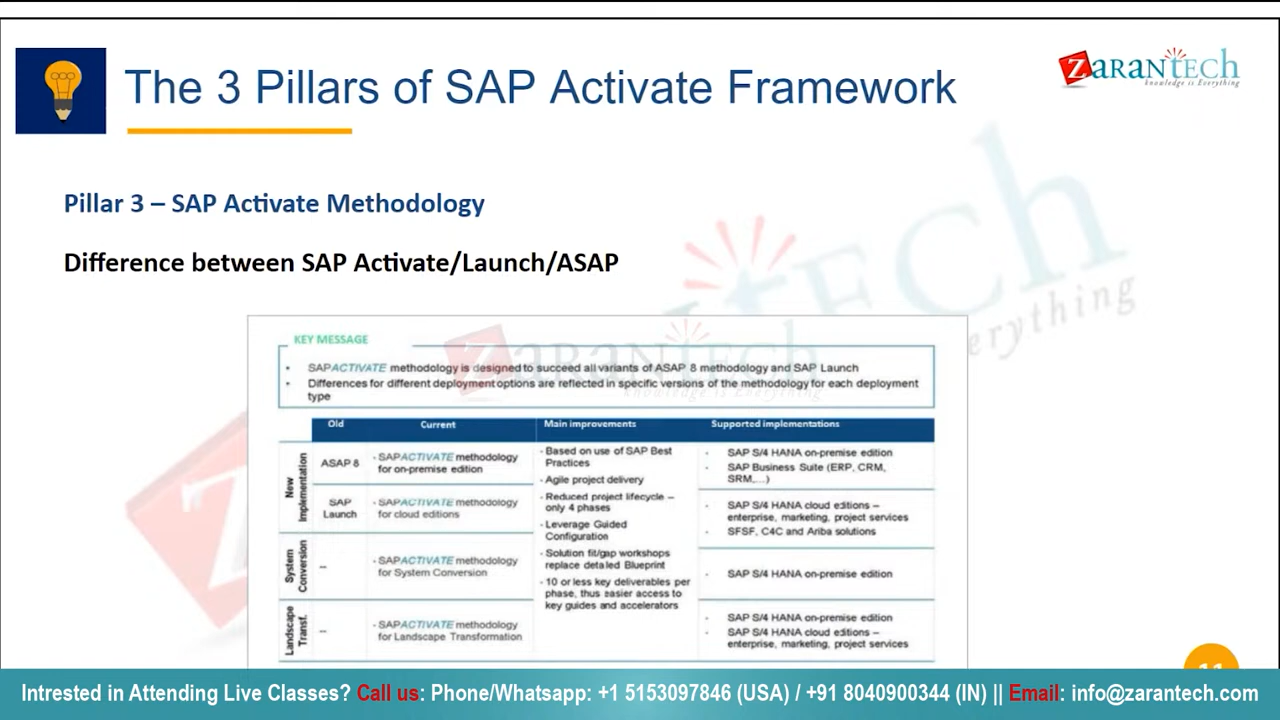 The 3 Pillars of SAP Activate Framework
ZARANTECH
knowledge is Everything
Pillar 3 – SAP Activate Methodology
Difference between SAP Activate/Launch/ASAP
KEY MESSAGE
• SAPACTIVATE methodology is designed to succeed all variants of ASAP 8 methodology and SAP Launch
• Differences for different deployment options are reflected in specific versions of the methodology for each deployment
type
Old Current Main improvements Supported implementations
New
Implementation
ASAP 8
- SAPACTIVATE methodology
for on-premise edition
SAP
Launch
- SAPACTIVATE methodology
for cloud editions
System
Conversion
--
- SAPACTIVATE methodology
for System Conversion
Landscape
Transf.
--
- SAPACTIVATE methodology
for Landscape Transformation
- Based on use of SAP Best
Practices
- Agile project delivery
- Reduced project lifecycle –
only 4 phases
- Leverage Guided
Configuration
- Solution fit/gap workshops
replace detailed Blueprint
- 10 or less key deliverables per
phase, thus easier access to
key guides and accelerators
- SAP S/4 HANA on-premise edition
- SAP Business Suite (ERP, CRM,
SRM,...)
- SAP S/4 HANA cloud editions –
enterprise, marketing, project services
- SFSF, C4C and Ariba solutions
- SAP S/4 HANA on-premise edition
- SAP S/4 HANA on-premise edition
- SAP S/4 HANA cloud editions –
enterprise, marketing, project services
11
Intrested in Attending Live Classes? Call us: Phone/Whatsapp: +1 5153097846 (USA) / +91 8040900344 (IN) || Email: info@zarantech.com